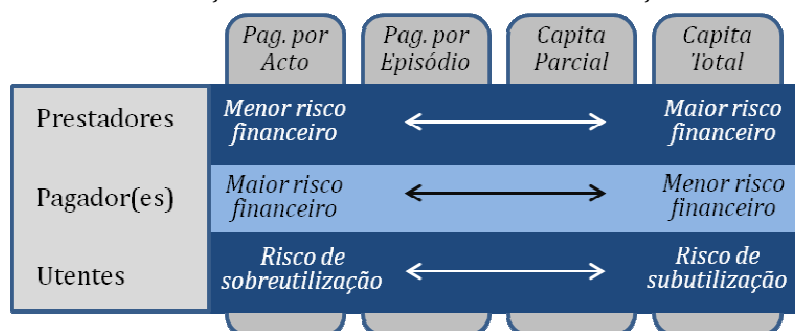 Pag. por Acto
Pag. por Episódio
Capita Parcial
Capita Total
Prestadores
Menor risco financeiro
Maior risco financeiro
Pagador(es)
Maior risco financeiro
Menor risco financeiro
Utentes
Risco de sobreutilização
Risco de subutilização